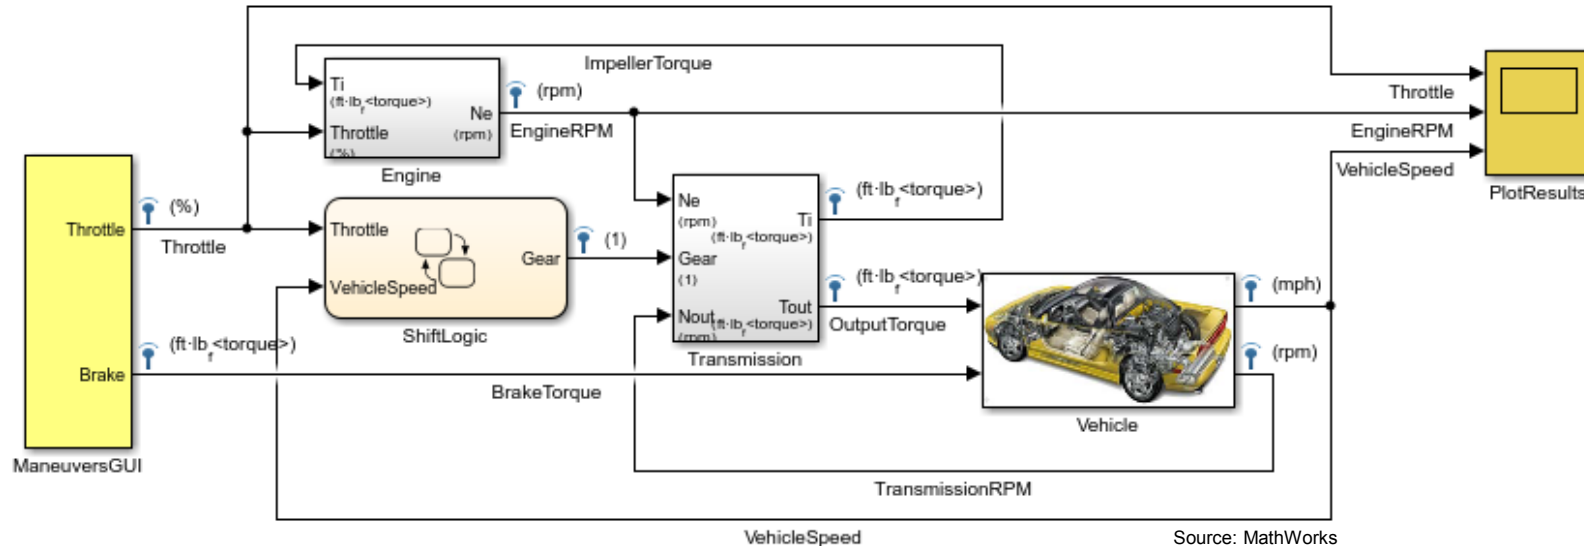 ImpellerTorque
Ti
(ft·lbf<torque>)
Throttle
(%)
Ne
(rpm)
Engine
(rpm)
EngineRPM
Throttle
EngineRPM
VehicleSpeed
PlotResults
Throttle
Brake
ManeuversGUI
(%)
Throttle
(ft·lbf<torque>)
BrakeTorque
Throttle
VehicleSpeed
Gear
ShiftLogic
(1)
Ne
(rpm)
Gear
(1)
Nout
(rpm)
Ti
(ft·lbf<torque>)
Tout
(ft·lbf<torque>)
Transmission
(ft·lbf<torque>)
(ft·lbf<torque>)
OutputTorque
Vehicle
(mph)
(rpm)
TransmissionRPM
VehicleSpeed
Source: MathWorks